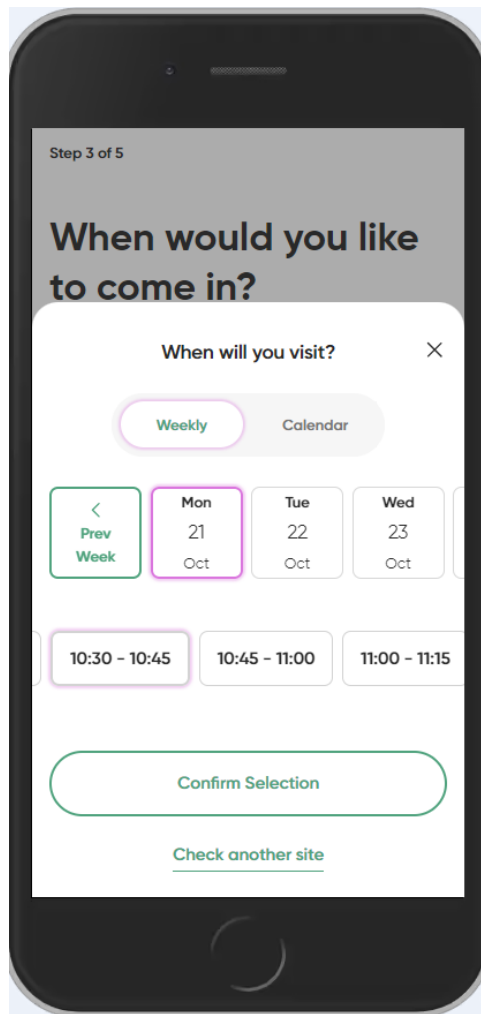 Step 3 of 5
When would you like
to come in?
When will you visit?
Weekly
Calendar
Prev
Week
Mon
21
Oct
Tue
22
Oct
Wed
23
Oct
10:30 - 10:45
10:45 - 11:00
11:00 - 11:15
Confirm Selection
Check another site